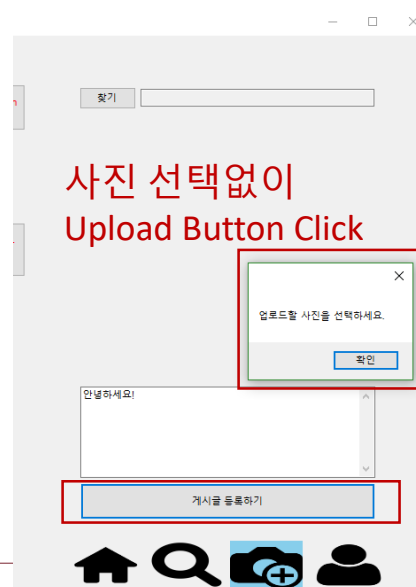 찾기
사진 선택없이
Upload Button Click
업로드할 사진을 선택하세요.
확인
안녕하세요!
게시글 등록하기